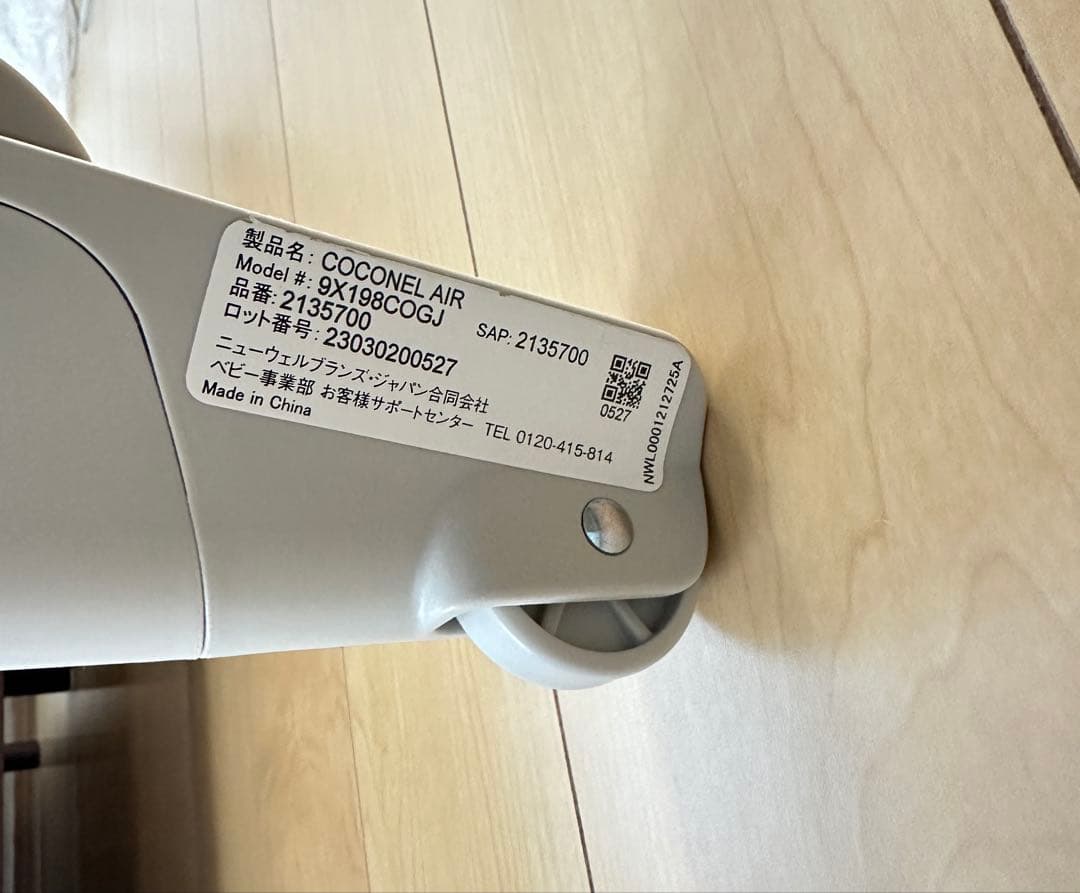 製品名: COCONEL AIR
Model #: 9X198COGJ
品番: 2135700
SAP: 2135700
ロット番号: 23030200527
ニューウェルブランズ・ジャパン合同会社
ベビー事業部 お客様サポートセンター TEL 0120-415-814
Made in China
0527
NWL0001212725A